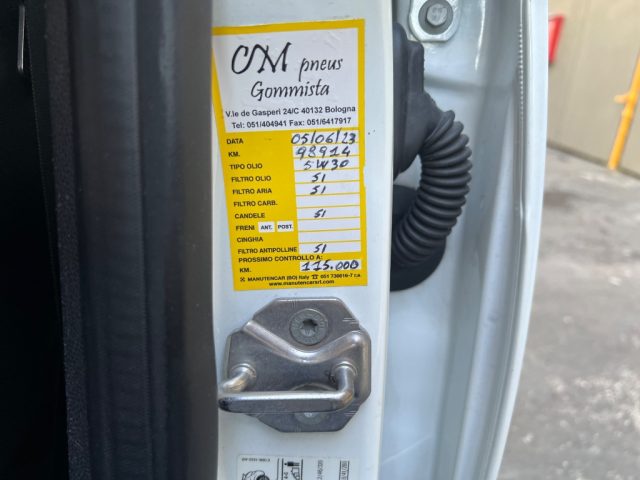 CM pneus
Gommista
V.le de Gasperi 24/C 40132 Bologna
Tel: 051/404941 Fax: 051/6417917
DATA 05/06/23
KM. 98914
TIPO OLIO 5W30
FILTRO OLIO SI
FILTRO ARIA SI
FILTRO CARB.
CANDELE SI
FRENI ANT. POST.
CINGHIA
FILTRO ANTIPOLLINE SI
PROSSIMO CONTROLLO A:
KM. 115.000
MANUTENCAR (BO) Italy ☎ 051 736616-7 r.a.
www.manutencarsrl.com